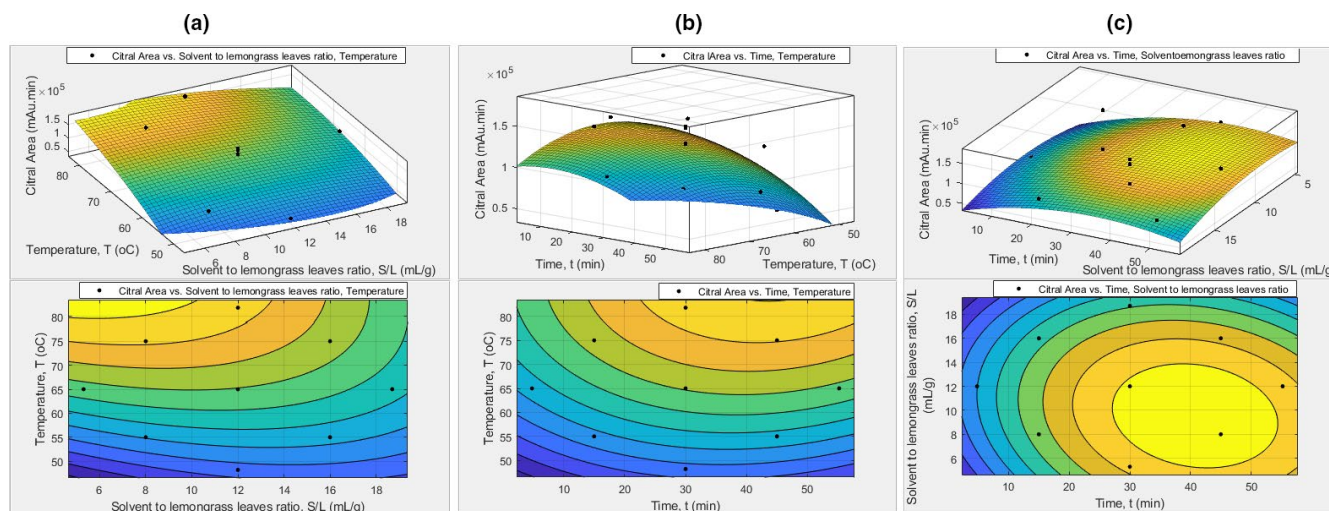 (a)
Citral Area vs. Solvent to lemongrass leaves ratio, Temperature
× 10⁵
Citral Area (mAu.min)
1.5
1
0.5
80
70
60
50
Temperature, T (oC)
6
8
10
12
14
16
18
Solvent to lemongrass leaves ratio, S/L (mL/g)
Citral Area vs. Solvent to lemongrass leaves ratio, Temperature
Temperature, T (oC)
80
75
70
65
60
55
50
6 8 10 12 14 16 18
Solvent to lemongrass leaves ratio, S/L (mL/g)
(b)
Citral Area vs. Time, Temperature
× 10⁵
Citral Area (mAu.min)
1.5
1
0.5
10
20
30
40
50
Time, t (min)
80
70
60
50
Temperature, T (oC)
Citral Area vs. Time, Temperature
Temperature, T (oC)
80
75
70
65
60
55
50
10 20 30 40 50
Time, t (min)
(c)
Citral Area vs. Time, Solventoemongrass leaves ratio
× 10⁵
Citral Area (mAu.min)
1.5
1
0.5
10
20
30
40
50
Time, t (min)
5
10
15
Solvent to lemongrass leaves ratio, S/L (mL/g)
Citral Area vs. Time, Solvent to lemongrass leaves ratio
Solvent to lemongrass leaves ratio, S/L
(mL/g)
18
16
14
12
10
8
6
10 20 30 40 50
Time, t (min)